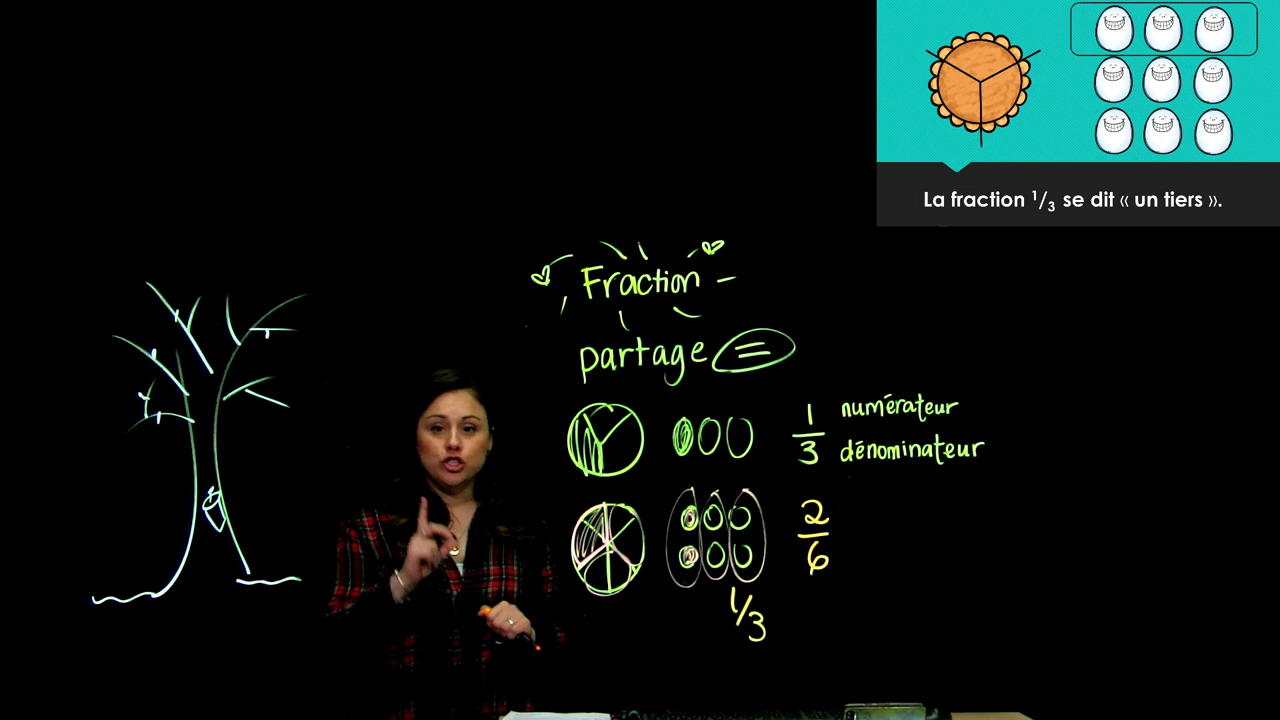 La fraction 1/3 se dit « un tiers ».
Fraction
partage =
1/3 numérateur
dénominateur
2/6
1/3